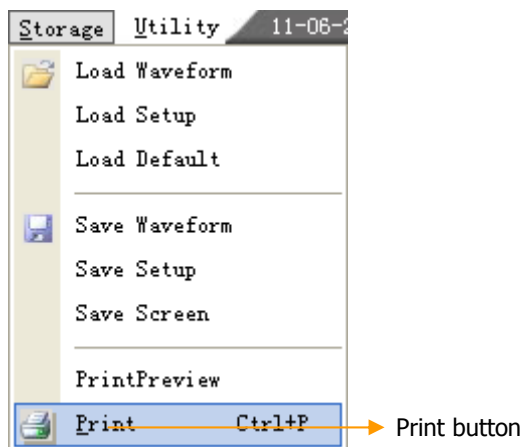 Storage Utility 11-06-2
Load Waveform
Load Setup
Load Default
Save Waveform
Save Setup
Save Screen
PrintPreview
Print Ctrl+P Print button